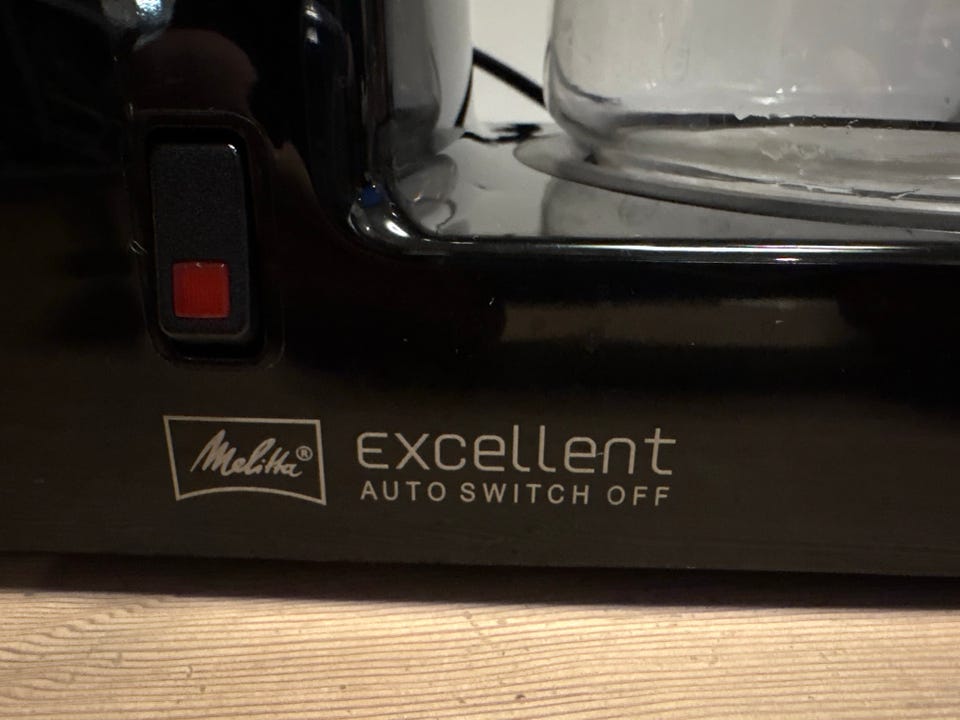 Melitta®
excellent
AUTO SWITCH OFF